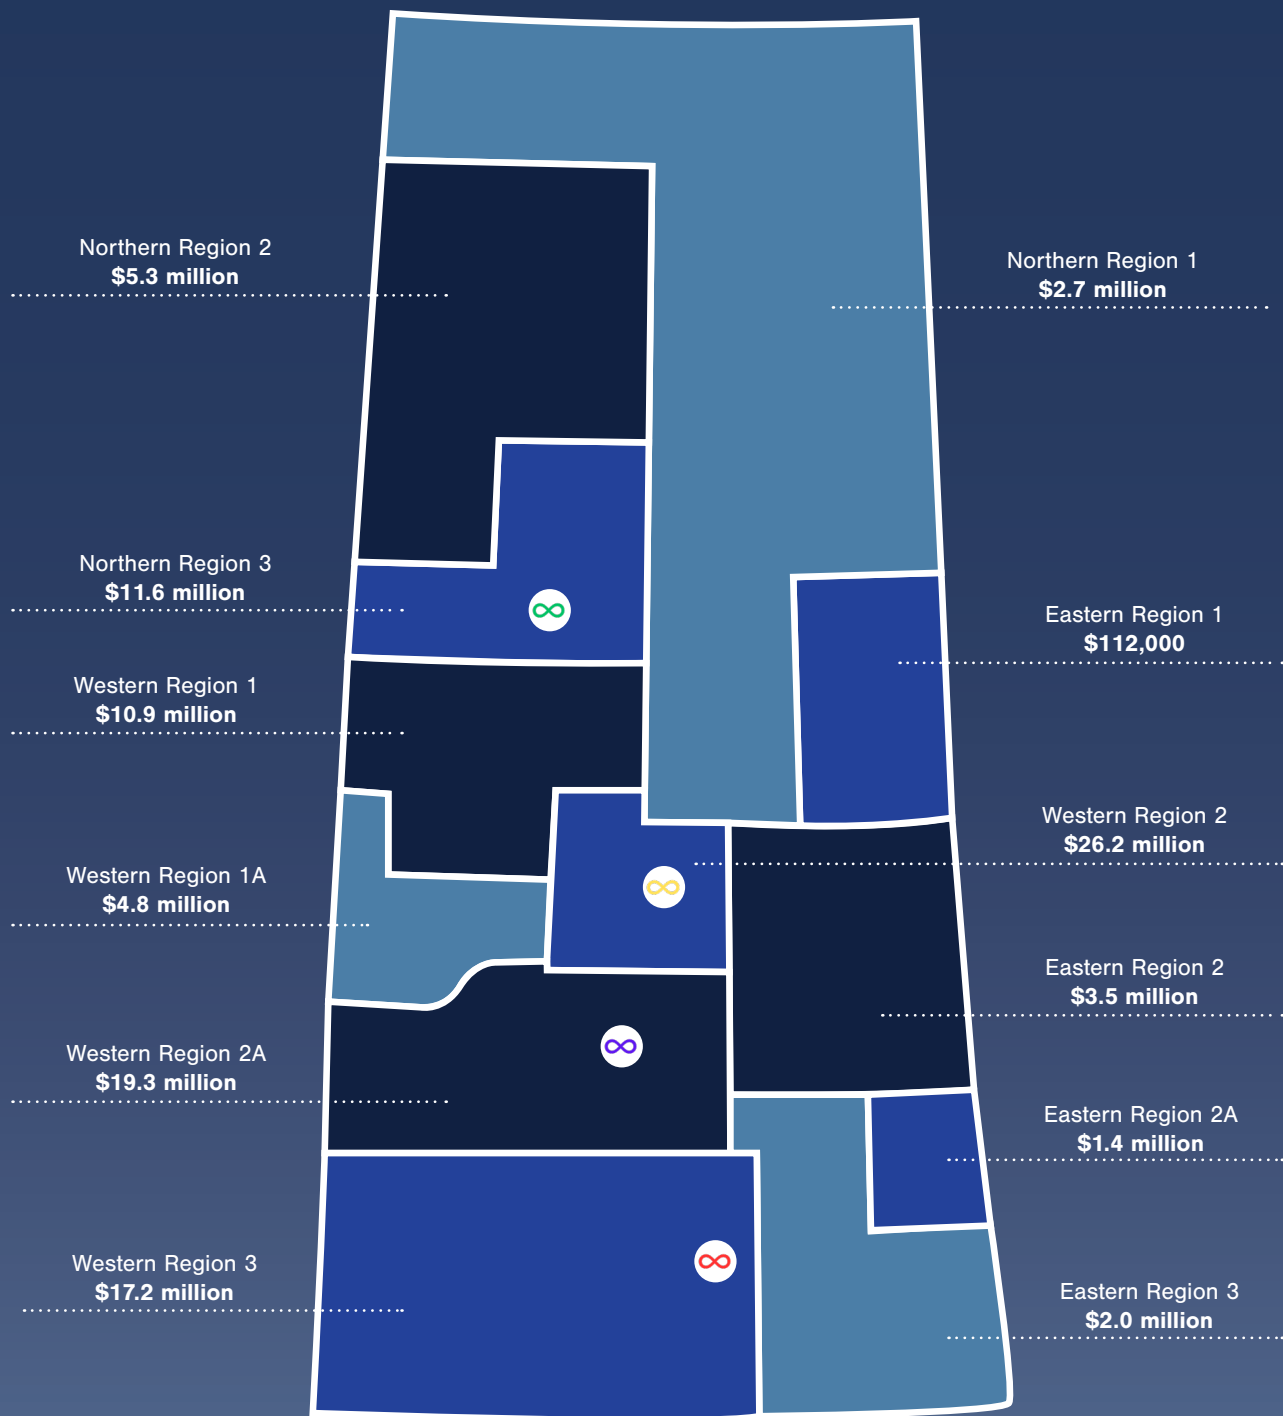 Northern Region 2
$5.3 million
Northern Region 1
$2.7 million
Northern Region 3
$11.6 million
Eastern Region 1
$112,000
Western Region 1
$10.9 million
Western Region 2
$26.2 million
Western Region 1A
$4.8 million
Eastern Region 2
$3.5 million
Western Region 2A
$19.3 million
Eastern Region 2A
$1.4 million
Western Region 3
$17.2 million
Eastern Region 3
$2.0 million